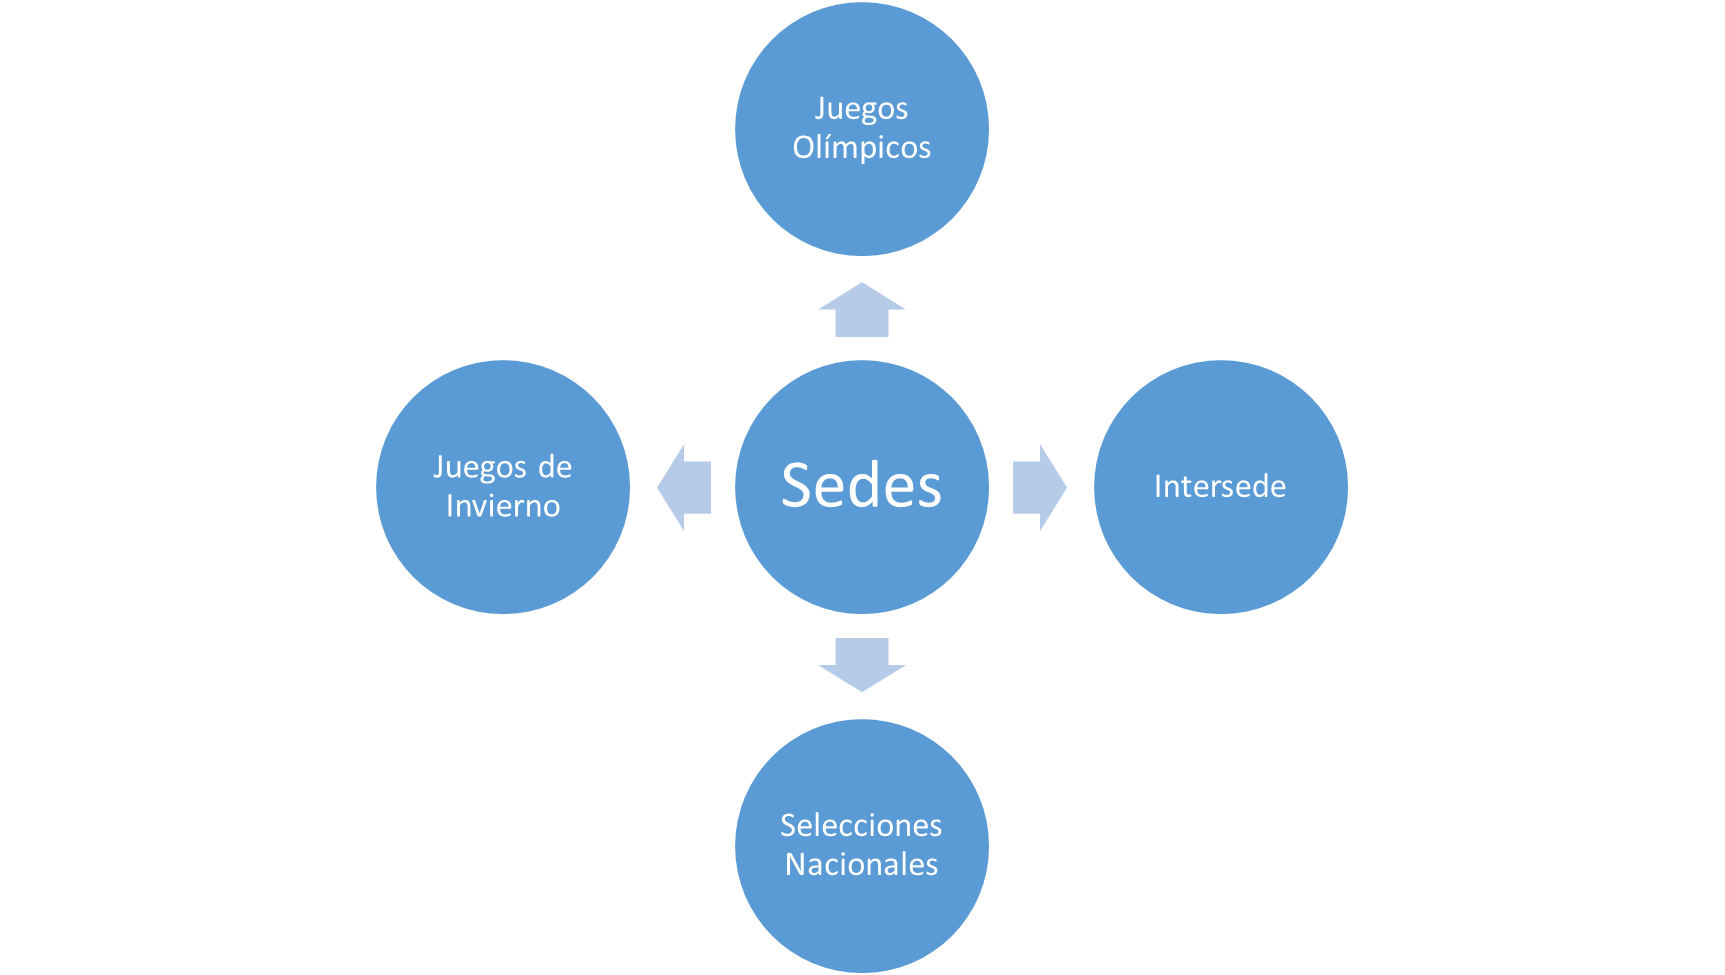 Juegos
Olímpicos
Juegos de
Invierno
Sedes
Intersede
Selecciones
Nacionales